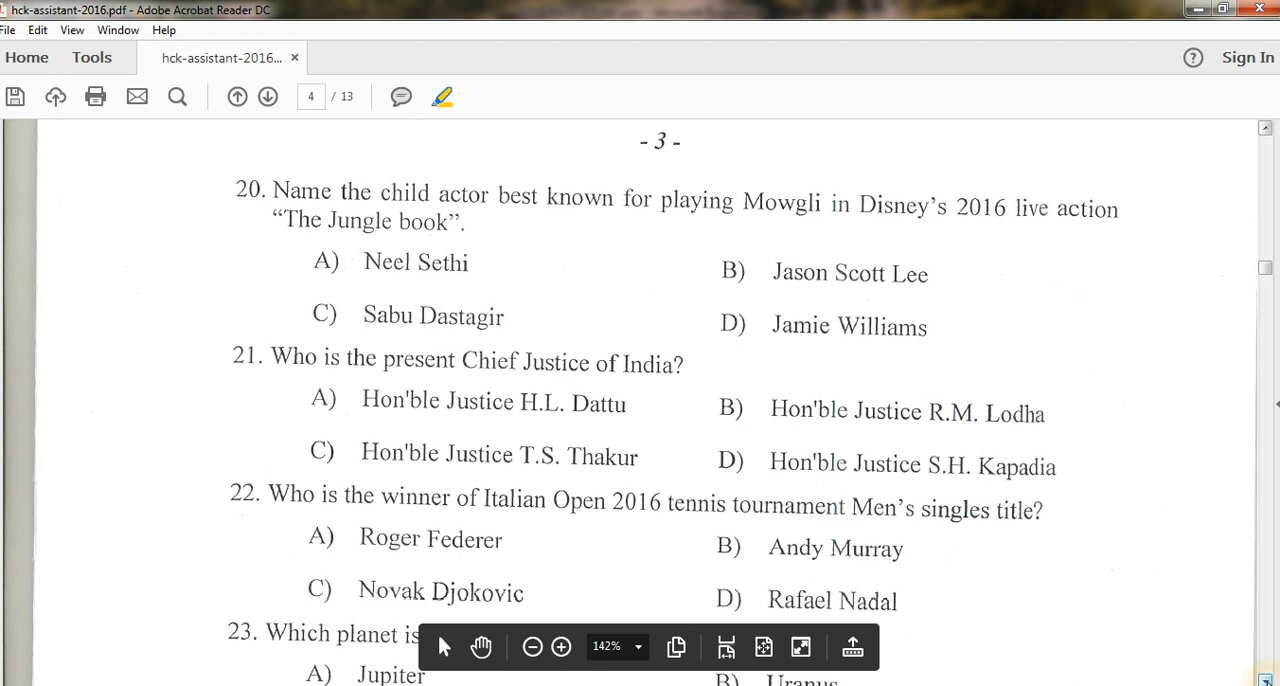 hck-assistant-2016.pdf - Adobe Acrobat Reader DC
File Edit View Window Help
Home Tools hck-assistant-2016... × Sign In
4 / 13
- 3 -
20. Name the child actor best known for playing Mowgli in Disney's 2016 live action
“The Jungle book”.
A) Neel Sethi B) Jason Scott Lee
C) Sabu Dastagir D) Jamie Williams
21. Who is the present Chief Justice of India?
A) Hon'ble Justice H.L. Dattu B) Hon'ble Justice R.M. Lodha
C) Hon'ble Justice T.S. Thakur D) Hon'ble Justice S.H. Kapadia
22. Who is the winner of Italian Open 2016 tennis tournament Men's singles title?
A) Roger Federer B) Andy Murray
C) Novak Djokovic D) Rafael Nadal
23. Which planet is
142%
A) Jupiter B) Uranus